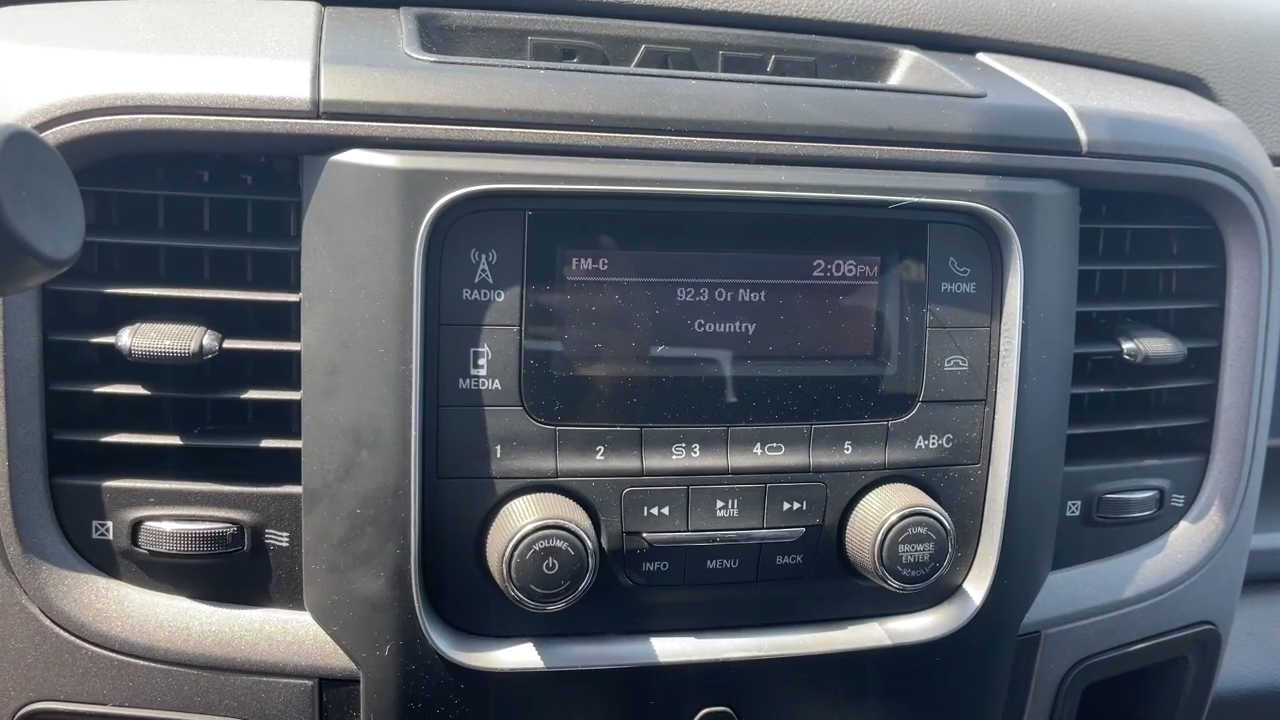 RAM
FM-C 2:06PM
92.3 Or Not
Country
RADIO
MEDIA
PHONE
1 2 3 4 5 A·B·C
VOLUME
MUTE
INFO MENU BACK
TUNE
BROWSE
ENTER
SCROLL